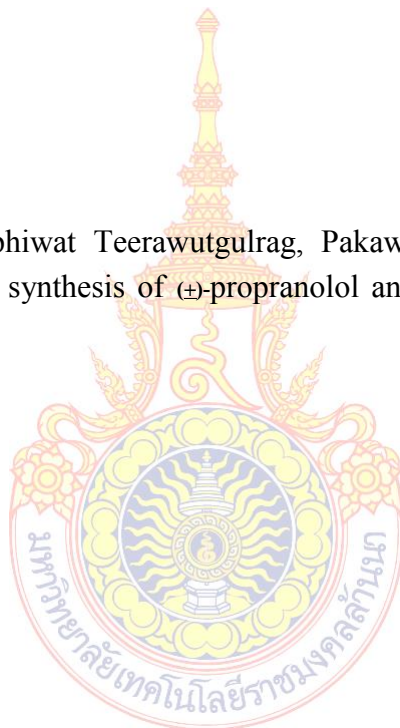 phiwat Teerawutgulrag, Pakaw
synthesis of (±)-propranolol an
มหาวิทยาลัยเทคโนโลยีราชมงคลล้านนา